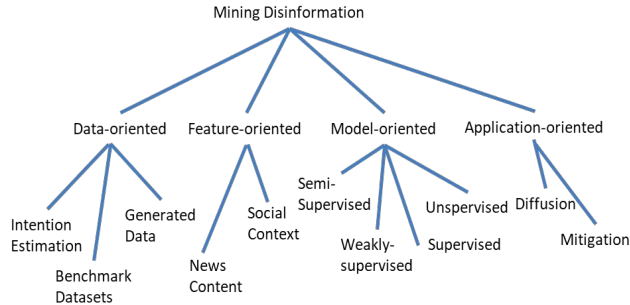 Mining Disinformation
Data-oriented
Feature-oriented
Model-oriented
Application-oriented
Intention
Estimation
Benchmark
Datasets
Generated
Data
News
Content
Social
Context
Semi-
Supervised
Weakly-
supervised
Supervised
Unspervised
Diffusion
Mitigation